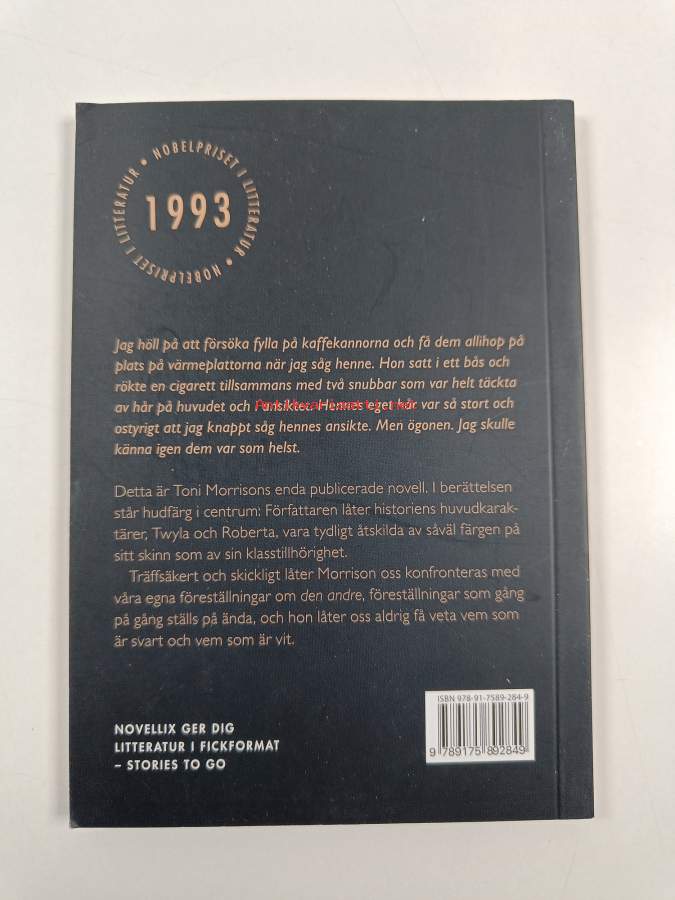 NOBELPRISET I LITTERATUR • NOBELPRISET I LITTERATUR •
1993
Jag höll på att försöka fylla på kaffekannorna och få dem allihop på
plats på värmeplattorna när jag såg henne. Hon satt i ett bås och
rökte en cigarett tillsammans med två snubbar som var helt täckta
av hår på huvudet och i ansiktet. Hennes eget hår var så stort och
ostyrigt att jag knappt såg hennes ansikte. Men ögonen. Jag skulle
känna igen dem var som helst.
Detta är Toni Morrisons enda publicerade novell. I berättelsen
står hudfärg i centrum: Författaren låter historiens huvudkarak-
tärer, Twyla och Roberta, vara tydligt åtskilda av såväl färgen på
sitt skinn som av sin klasstillhörighet.
Träffsäkert och skickligt låter Morrison oss konfronteras med
våra egna föreställningar om den andre, föreställningar som gång
på gång ställs på ända, och hon låter oss aldrig få veta vem som
är svart och vem som är vit.
ISBN 978-91-7589-284-9
9 789175 892849
NOVELLIX GER DIG
LITTERATUR I FICKFORMAT
– STORIES TO GO